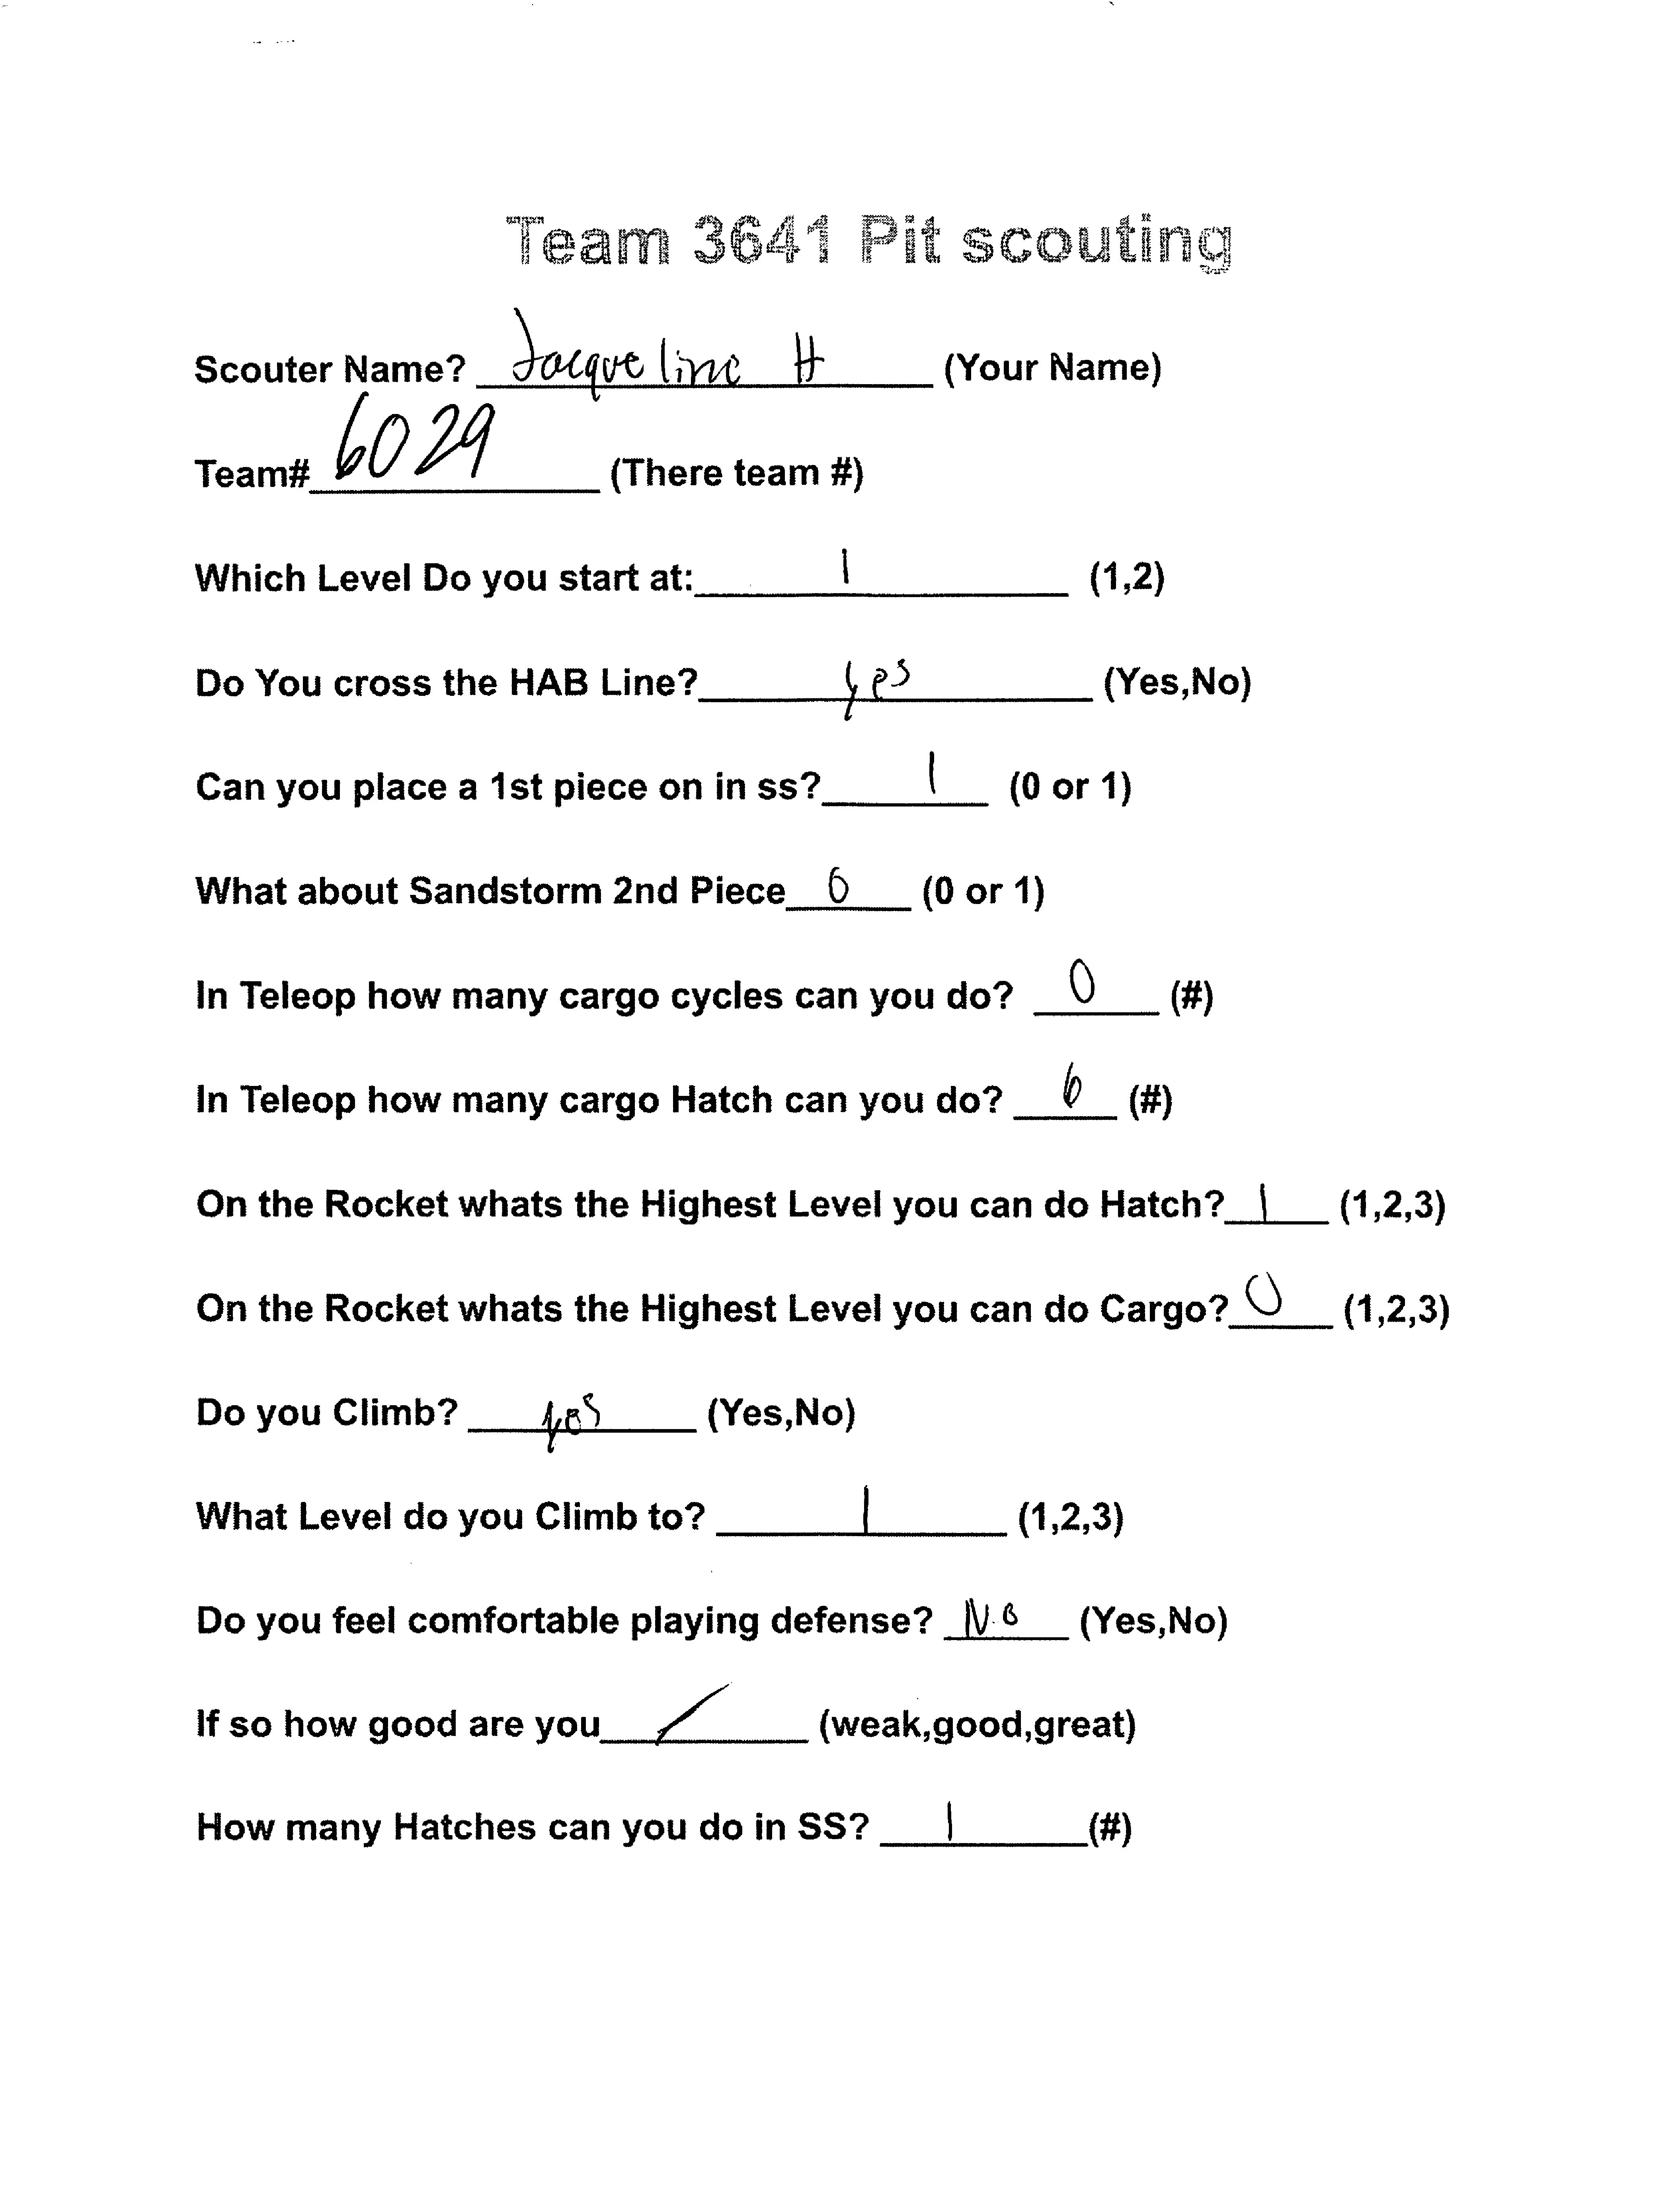 Team 3641 Pit scouting
Scouter Name? Jacqueline H (Your Name)
Team# 6029 (There team #)
Which Level Do you start at: 1 (1,2)
Do You cross the HAB Line? yes (Yes,No)
Can you place a 1st piece on in ss? 1 (0 or 1)
What about Sandstorm 2nd Piece 0 (0 or 1)
In Teleop how many cargo cycles can you do? 0 (#)
In Teleop how many cargo Hatch can you do? 6 (#)
On the Rocket whats the Highest Level you can do Hatch? 1 (1,2,3)
On the Rocket whats the Highest Level you can do Cargo? 0 (1,2,3)
Do you Climb? yes (Yes,No)
What Level do you Climb to? 1 (1,2,3)
Do you feel comfortable playing defense? No (Yes,No)
If so how good are you / (weak,good,great)
How many Hatches can you do in SS? 1 (#)